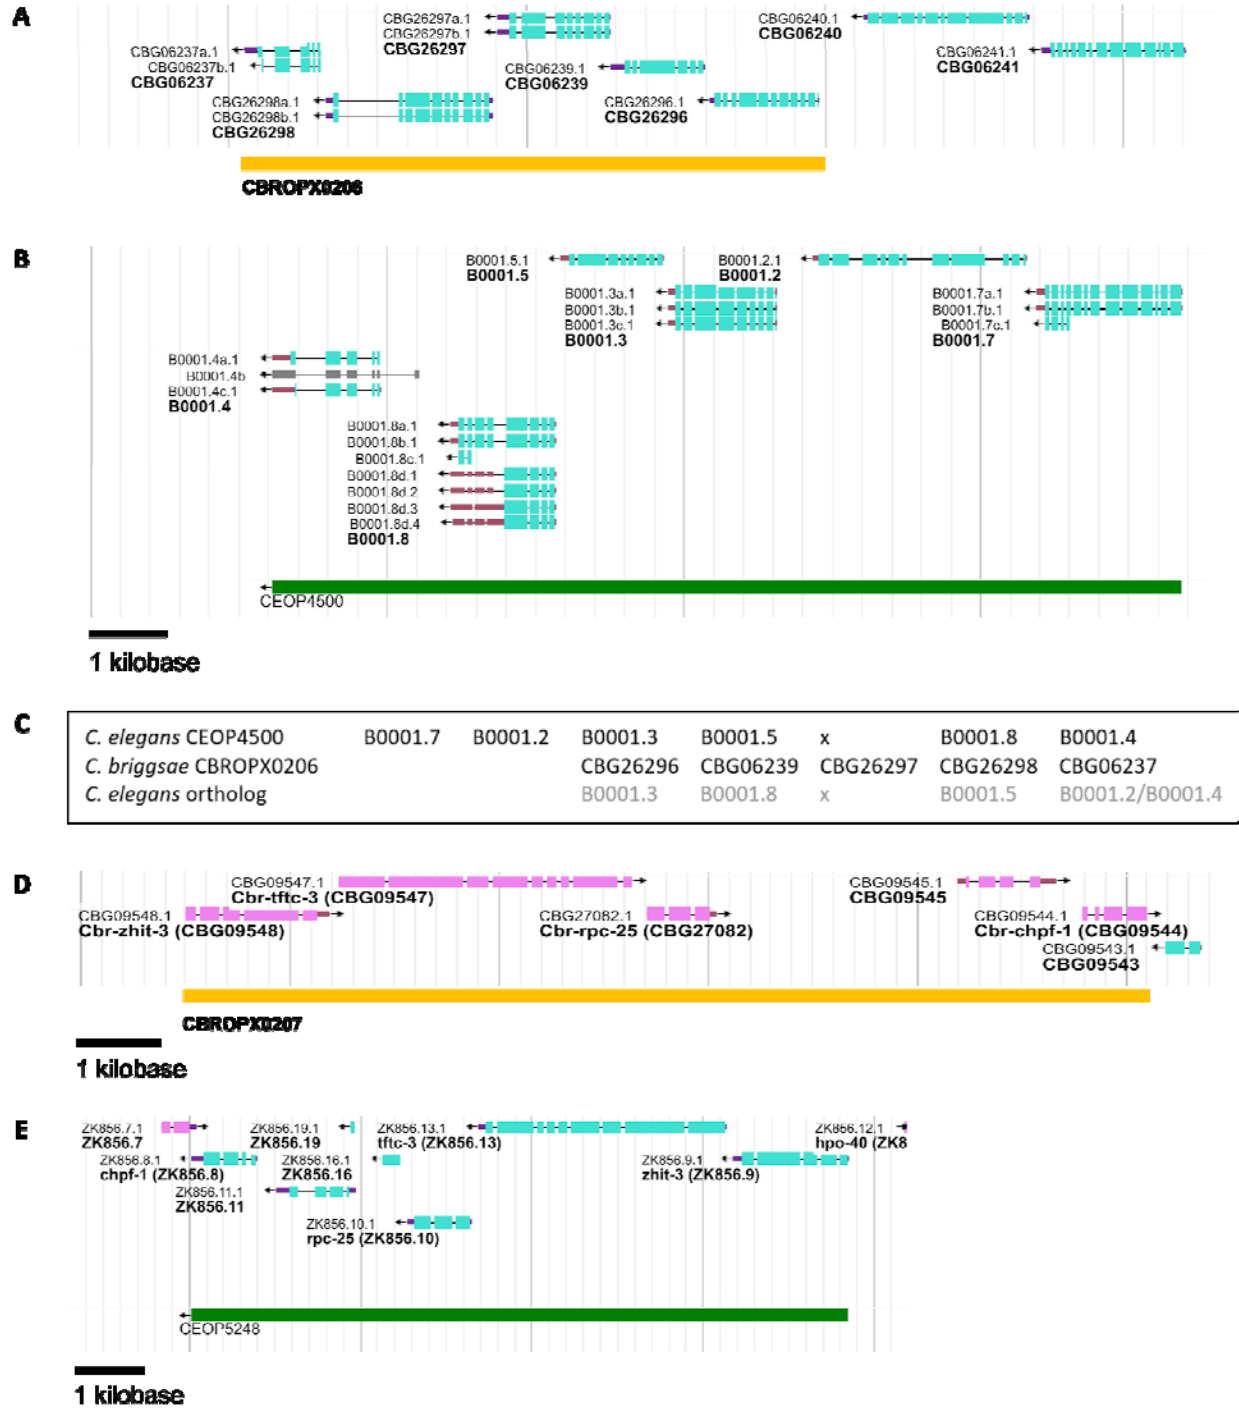 A
CBG26297a.1
CBG26297b.1
CBG26297
CBG06240.1
CBG06240
CBG06237a.1
CBG06237b.1
CBG06237
CBG06239.1
CBG06239
CBG06241.1
CBG06241
CBG26298a.1
CBG26298b.1
CBG26298
CBG26296.1
CBG26296
CBROPX0206
B
B0001.5.1
B0001.5
B0001.2.1
B0001.2
B0001.3a.1
B0001.3b.1
B0001.3c.1
B0001.3
B0001.7a.1
B0001.7b.1
B0001.7c.1
B0001.7
B0001.4a.1
B0001.4b
B0001.4c.1
B0001.4
B0001.8a.1
B0001.8b.1
B0001.8c.1
B0001.8d.1
B0001.8d.2
B0001.8d.3
B0001.8d.4
B0001.8
CEOP4500
1 kilobase
C
C. elegans CEOP4500 B0001.7 B0001.2 B0001.3 B0001.5 x B0001.8 B0001.4
C. briggsae CBROPX0206 CBG26296 CBG06239 CBG26297 CBG26298 CBG06237
C. elegans ortholog B0001.3 B0001.8 x B0001.5 B0001.2/B0001.4
D
CBG09547.1
Cbr-tftc-3 (CBG09547)
CBG09545.1
CBG09545
CBG09548.1
Cbr-zhit-3 (CBG09548)
CBG27082.1
Cbr-rpc-25 (CBG27082)
CBG09544.1
Cbr-chpf-1 (CBG09544)
CBG09543.1
CBG09543
CBROPX0207
1 kilobase
E
ZK856.7.1
ZK856.7
ZK856.19.1
ZK856.19
ZK856.13.1
tftc-3 (ZK856.13)
ZK856.12.1
hpo-40 (ZK8
ZK856.8.1
chpf-1 (ZK856.8)
ZK856.16.1
ZK856.16
ZK856.9.1
zhit-3 (ZK856.9)
ZK856.11.1
ZK856.11
ZK856.10.1
rpc-25 (ZK856.10)
CEOP5248
1 kilobase